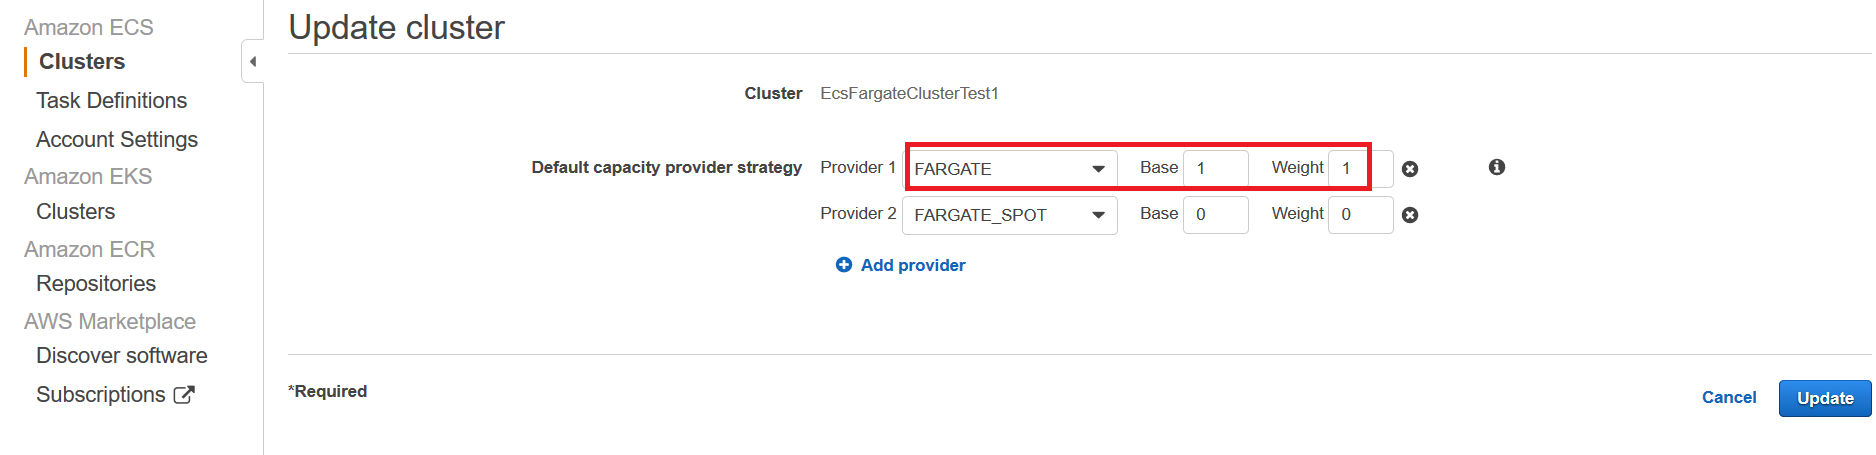 Amazon ECS
Clusters
Task Definitions
Account Settings
Amazon EKS
Clusters
Amazon ECR
Repositories
AWS Marketplace
Discover software
Subscriptions
Update cluster
Cluster EcsFargateClusterTest1
Default capacity provider strategy Provider 1 FARGATE Base 1 Weight 1
Provider 2 FARGATE_SPOT Base 0 Weight 0
Add provider
*Required
Cancel Update